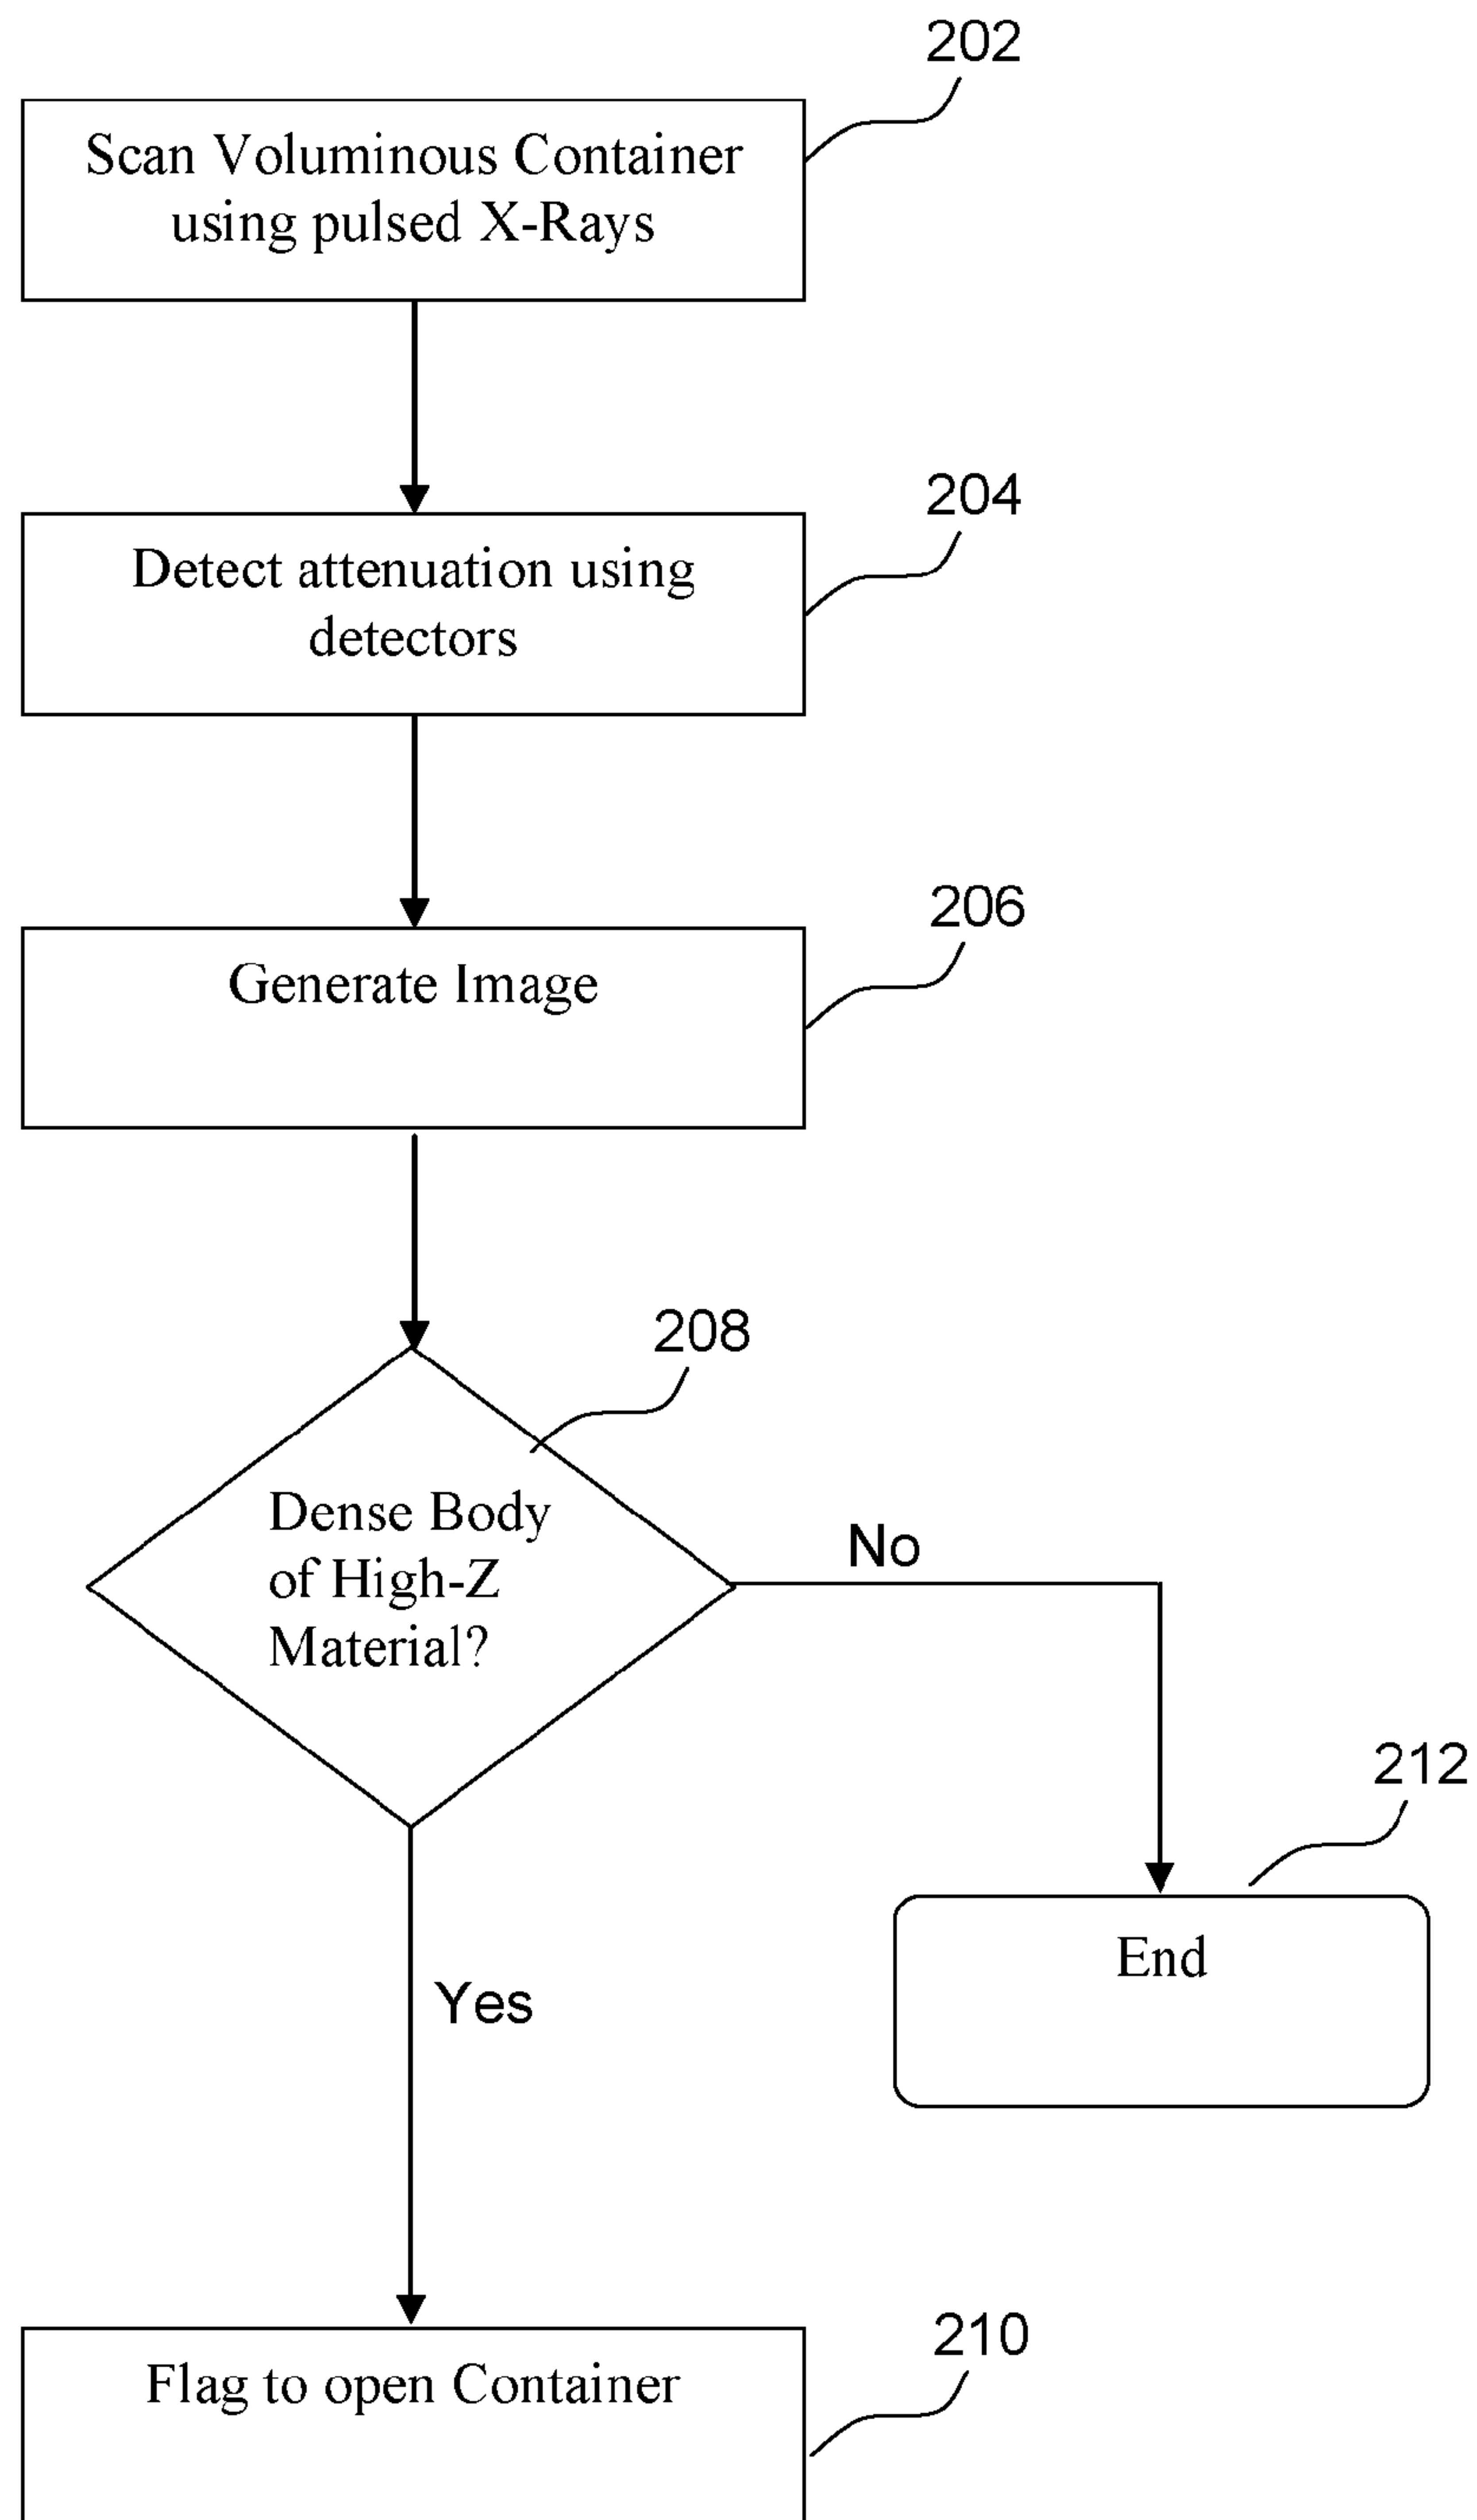 202
Scan Voluminous Container
using pulsed X-Rays
204
Detect attenuation using
detectors
206
Generate Image
208
Dense Body
of High-Z
Material?
No
212
End
Yes
210
Flag to open Container